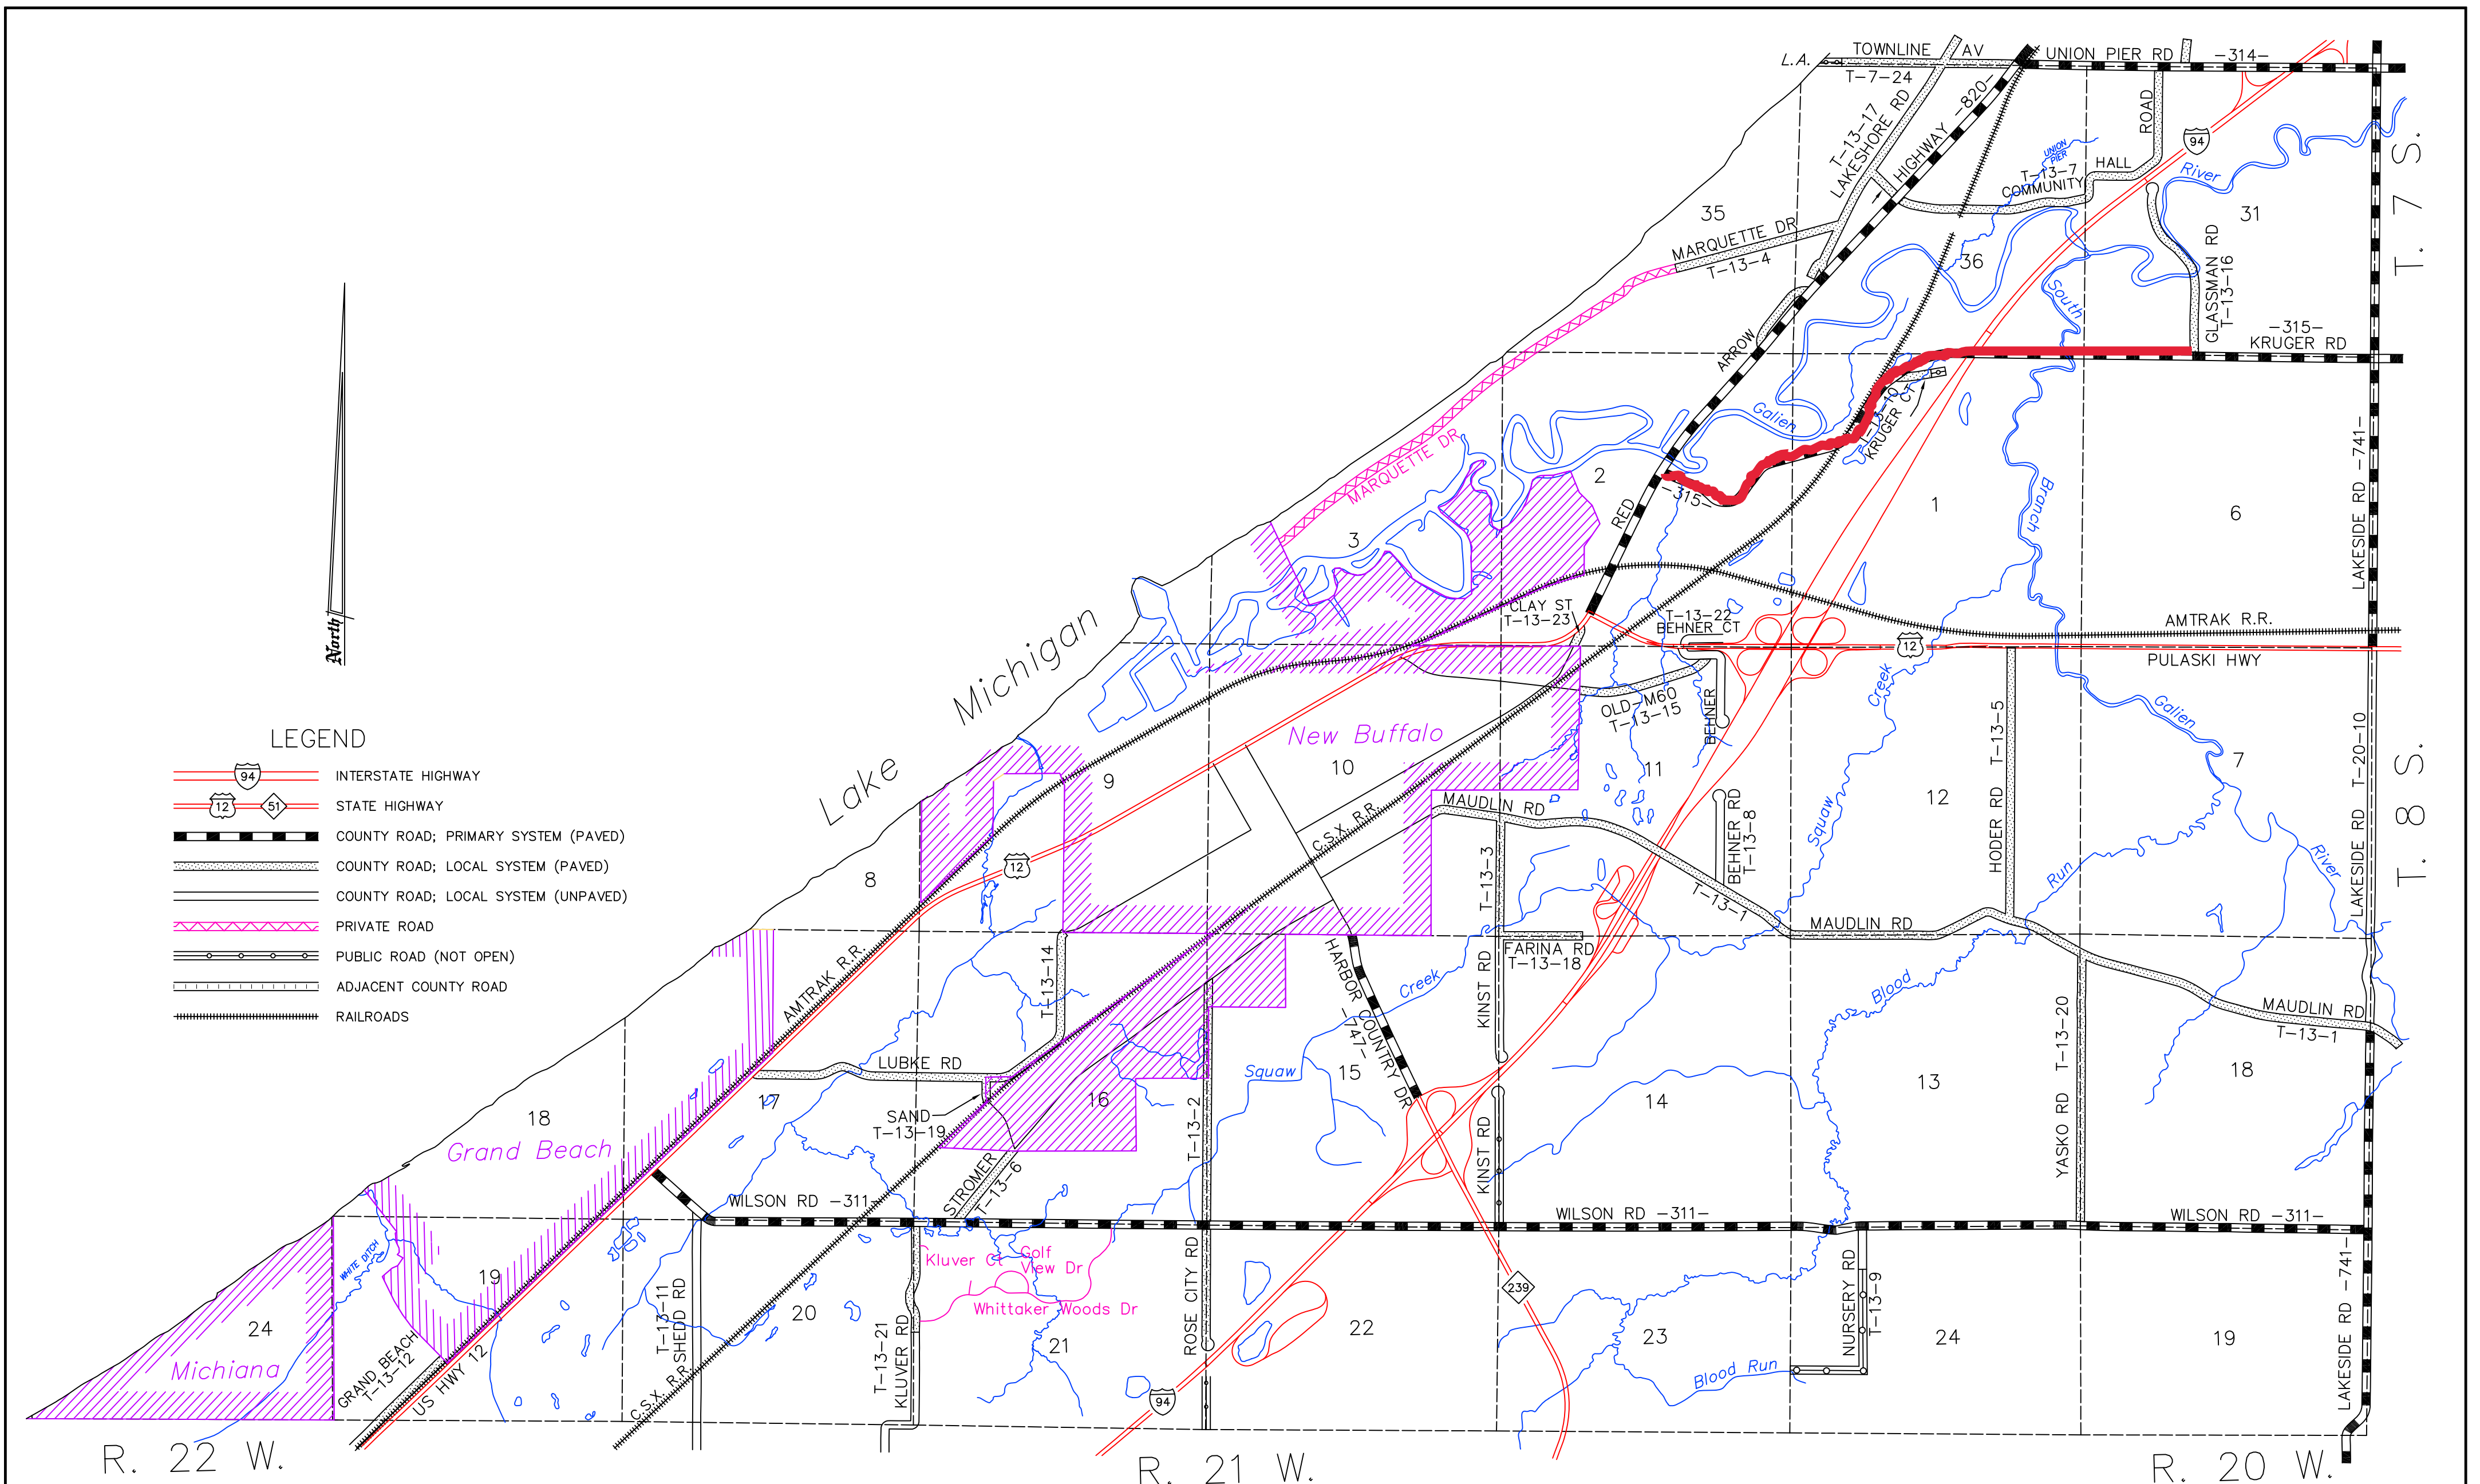 L.A.
TOWNLINE AV
T-7-24
UNION PIER RD -314-
T-13-17
LAKESHORE RD
HIGHWAY -820-
ROAD
94
UNION
PIER
T-13-7
COMMUNITY
HALL
River
T. 7 S.
35
31
MARQUETTE DR
T-13-4
36
South
GLASSMAN RD
T-13-16
-315-
KRUGER RD
ARROW
T-13-10
KRUGER CT
Galien
MARQUETTE DR
LAKESIDE RD -741-
2
-315-
RED
1
Branch
6
3
North
CLAY ST
T-13-23
T-13-22
BEHNER CT
AMTRAK R.R.
12
PULASKI HWY
Lake Michigan
OLD-M60
T-13-15
BEHNER
Creek
Galien
New Buffalo
T. 8 S.
LEGEND
94
INTERSTATE HIGHWAY
12
51
STATE HIGHWAY
COUNTY ROAD; PRIMARY SYSTEM (PAVED)
COUNTY ROAD; LOCAL SYSTEM (PAVED)
COUNTY ROAD; LOCAL SYSTEM (UNPAVED)
PRIVATE ROAD
PUBLIC ROAD (NOT OPEN)
ADJACENT COUNTY ROAD
RAILROADS
9
10
11
12
7
HODER RD T-13-5
LAKESIDE RD T-20-10
MAUDLIN RD
C.S.X. R.R.
BEHNER RD
T-13-8
Squaw
T-13-3
12
8
T-13-1
Run
River
MAUDLIN RD
FARINA RD
T-13-18
AMTRAK R.R.
T-13-14
HARBOR COUNTRY DR
-747-
Creek
KINST RD
Blood
MAUDLIN RD
T-13-1
YASKO RD T-13-20
LUBKE RD
Squaw
15
17
16
14
13
18
18
SAND
T-13-19
T-13-2
KINST RD
Grand Beach
STROMER
T-13-6
WILSON RD -311-
WILSON RD -311-
WILSON RD -311-
WHITE DITCH
Kluver Ct
Golf
View Dr
Whittaker Woods Dr
19
T-13-11
SHEDD RD
20
T-13-21
KLUVER RD
21
ROSE CITY RD
22
239
23
NURSERY RD
T-13-9
24
19
LAKESIDE RD -741-
24
Michiana
GRAND BEACH
T-13-12
US HWY 12
C.S.X. R.R.
94
Blood Run
R. 22 W.
R. 21 W.
R. 20 W.